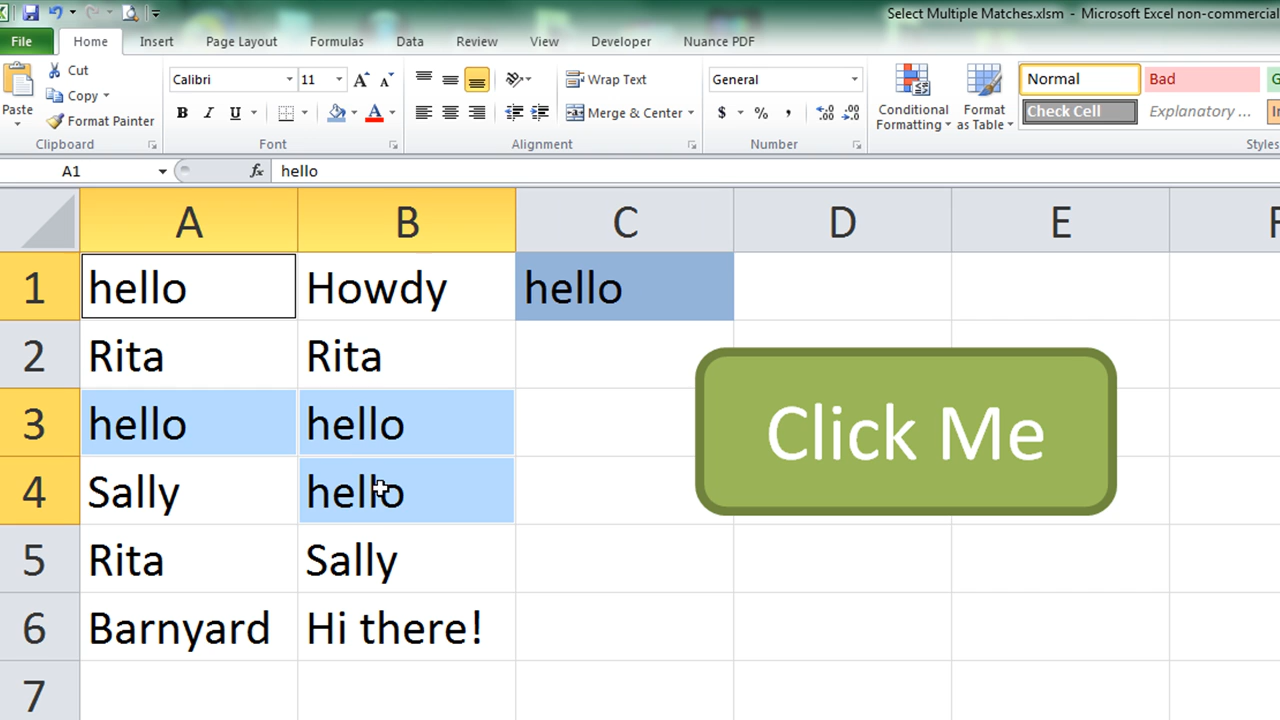 Select Multiple Matches.xlsm - Microsoft Excel non-commercial
File Home Insert Page Layout Formulas Data Review View Developer Nuance PDF
Paste Cut Copy Format Painter
Calibri 11 Wrap Text General Conditional Formatting Format as Table Normal Bad
B I U Merge & Center $ % , Check Cell Explanatory ...
Clipboard Font Alignment Number Styles
A1 fx hello
A B C D E F
1 hello Howdy hello
2 Rita Rita
3 hello hello
Click Me
4 Sally hello
5 Rita Sally
6 Barnyard Hi there!
7